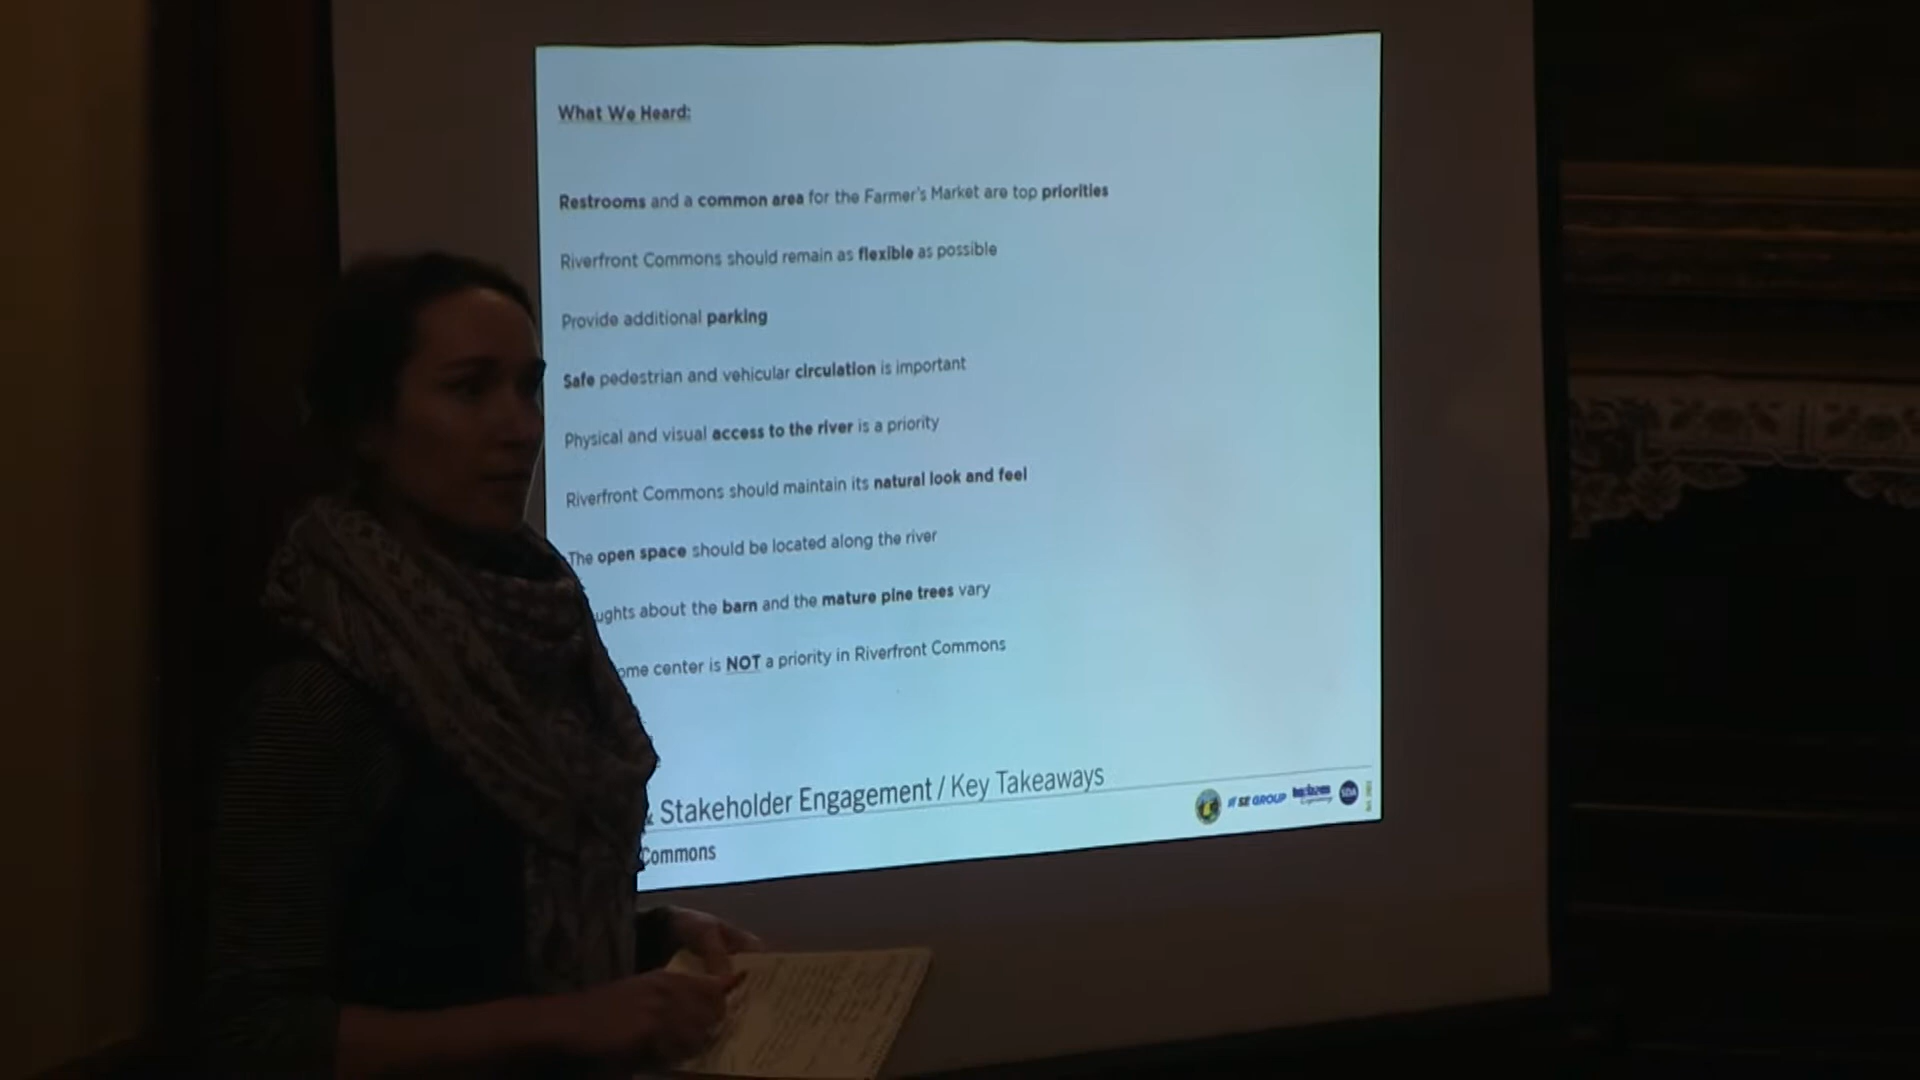 What We Heard:
Restrooms and a common area for the Farmer's Market are top priorities
Riverfront Commons should remain as flexible as possible
Provide additional parking
Safe pedestrian and vehicular circulation is important
Physical and visual access to the river is a priority
Riverfront Commons should maintain its natural look and feel
The open space should be located along the river
about the barn and the mature pine trees vary
center is NOT a priority in Riverfront Commons
Stakeholder Engagement / Key Takeaways
SE GROUP
Commons